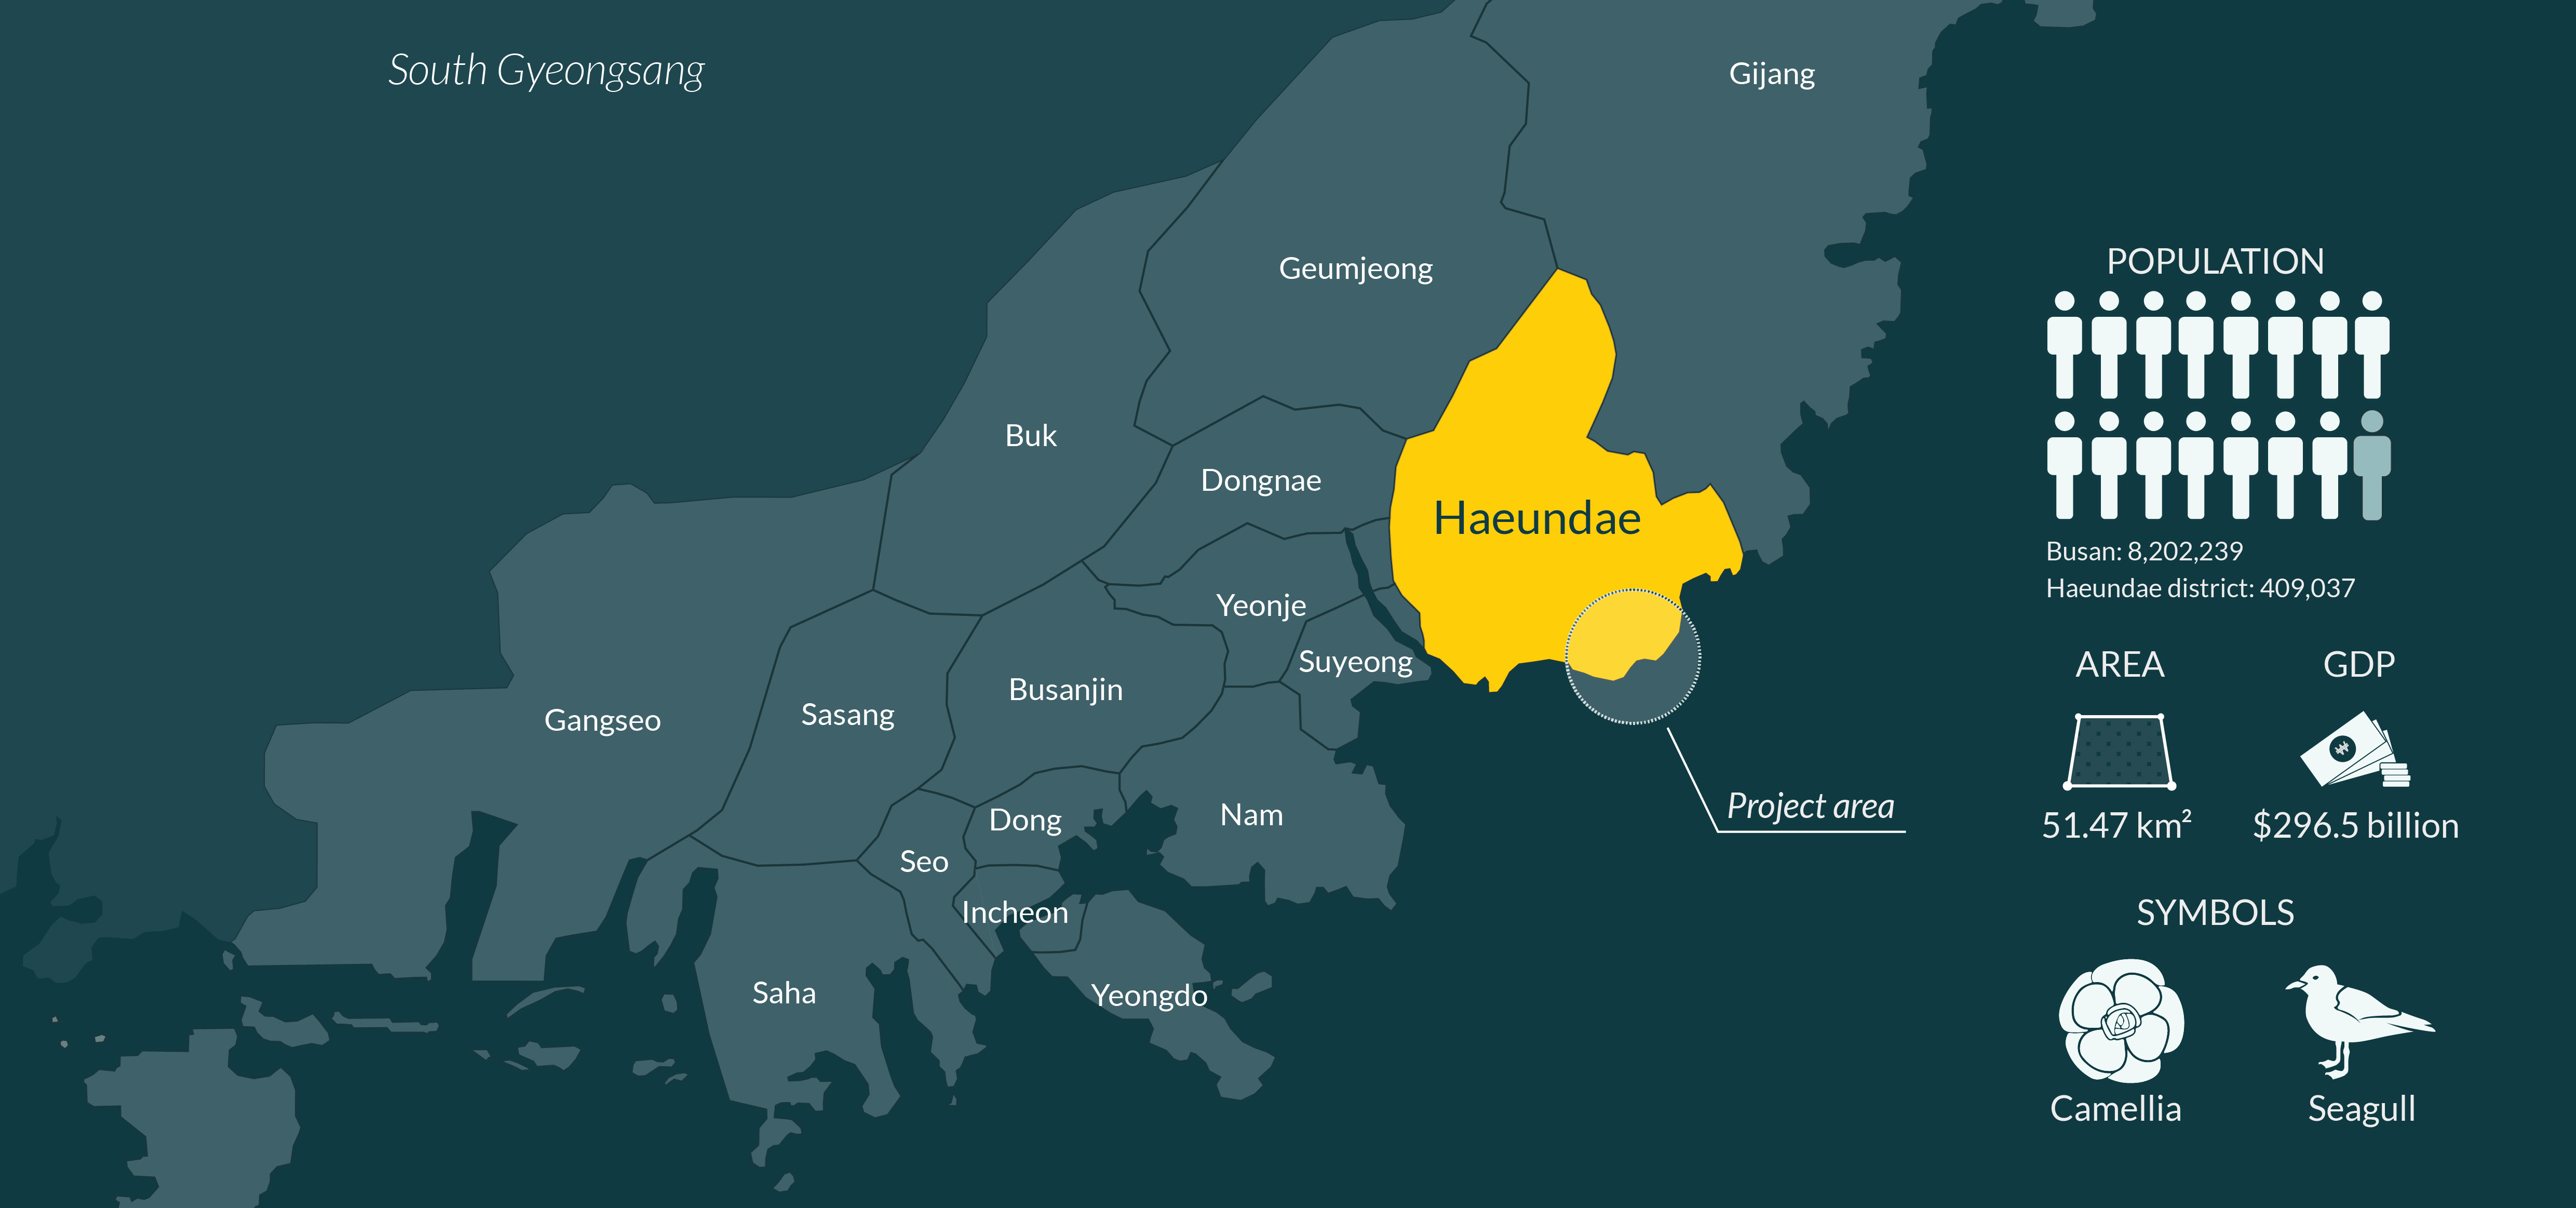 South Gyeongsang
Gijang
Geumjeong
Buk
Dongnae
Haeundae
Yeonje
Suyeong
Busanjin
Sasang
Gangseo
Dong
Nam
Seo
Incheon
Saha
Yeongdo
Project area
POPULATION
Busan: 8,202,239
Haeundae district: 409,037
AREA
GDP
₩
51.47 km²
$296.5 billion
SYMBOLS
Camellia
Seagull